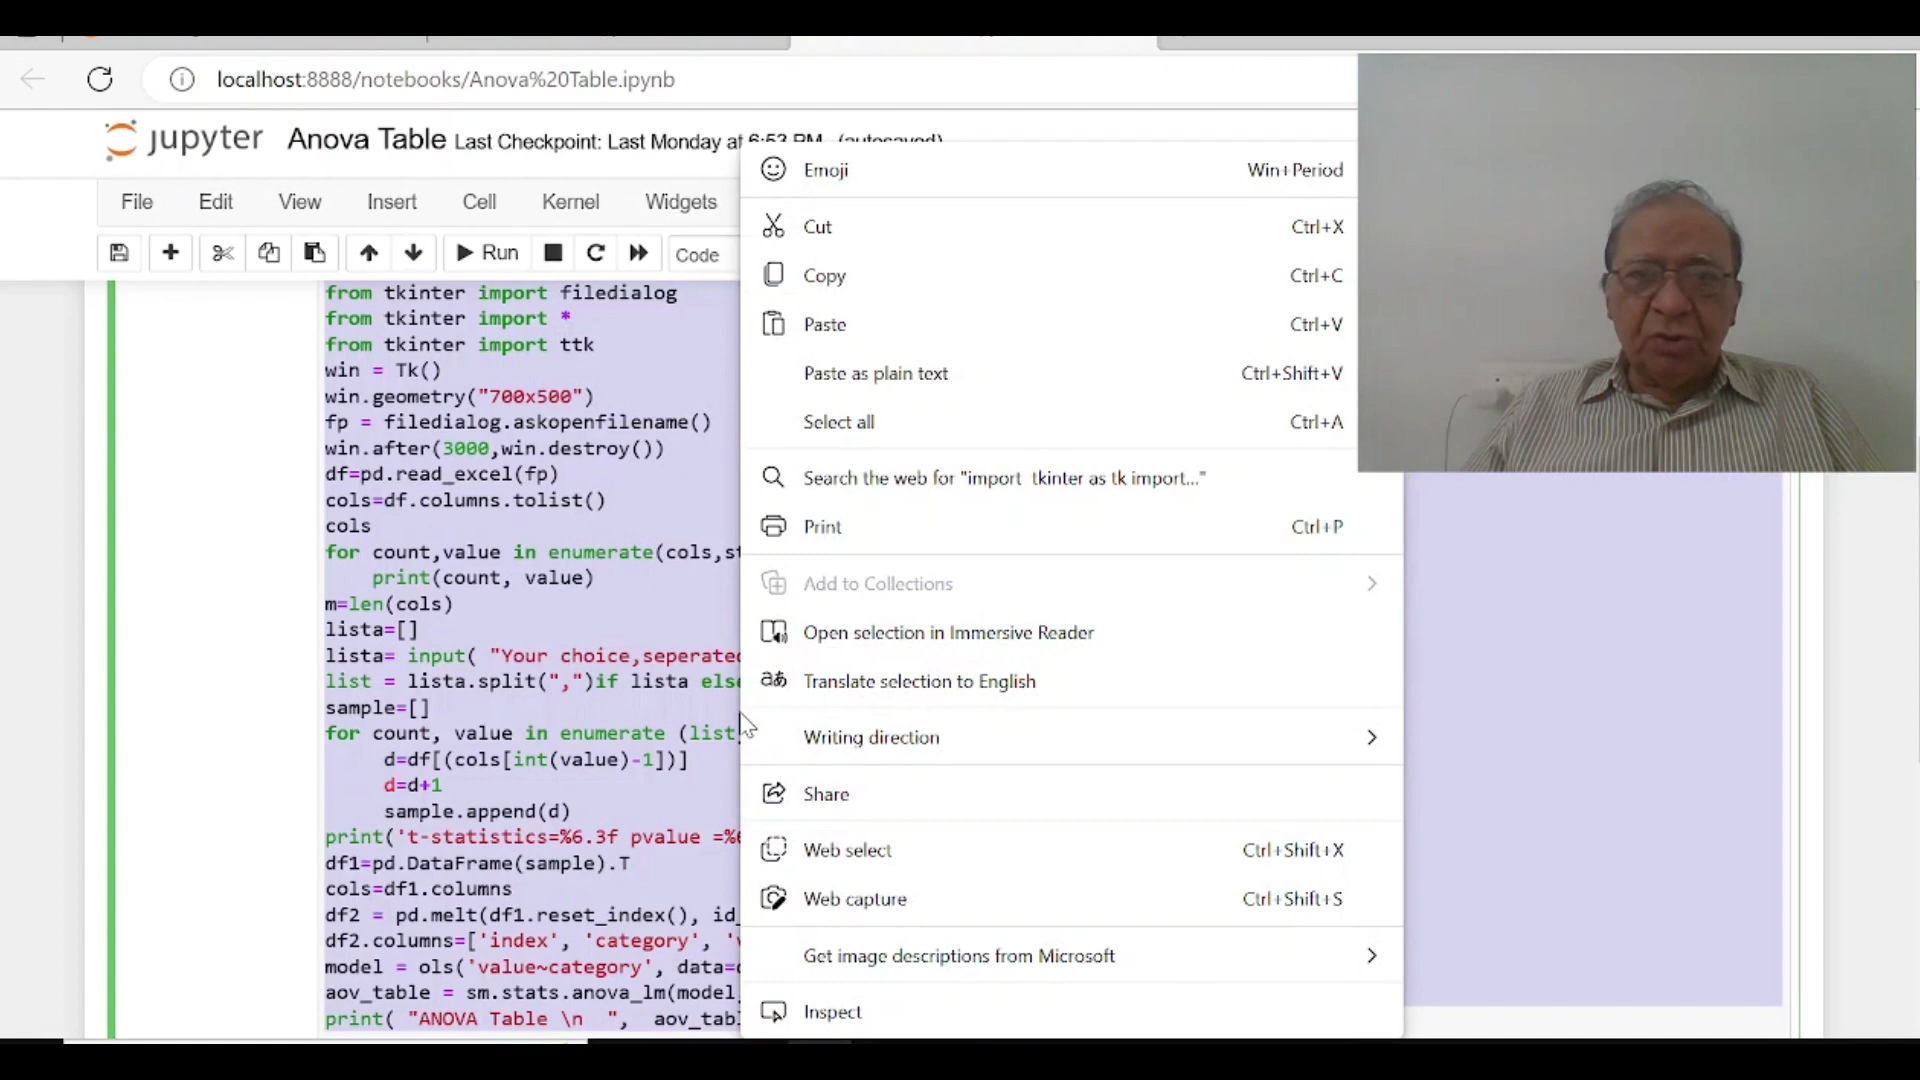 localhost:8888/notebooks/Anova%20Table.ipynb
jupyter Anova Table Last Checkpoint: Last Monday at 6:53 PM (autosaved)
File Edit View Insert Cell Kernel Widgets
Run Code
from tkinter import filedialog
from tkinter import *
from tkinter import ttk
win = Tk()
win.geometry("700x500")
fp = filedialog.askopenfilename()
win.after(3000,win.destroy())
df=pd.read_excel(fp)
cols=df.columns.tolist()
cols
for count,value in enumerate(cols,st
print(count, value)
m=len(cols)
lista=[]
lista= input( "Your choice,seperated
list = lista.split(",")if lista else
sample=[]
for count, value in enumerate (list
d=df[(cols[int(value)-1])]
d=d+1
sample.append(d)
print('t-statistics=%6.3f pvalue =%
df1=pd.DataFrame(sample).T
cols=df1.columns
df2 = pd.melt(df1.reset_index(), id_
df2.columns=['index', 'category', '
model = ols('value~category', data=
aov_table = sm.stats.anova_lm(model
print( "ANOVA Table \n ", aov_tabl
Emoji Win+Period
Cut Ctrl+X
Copy Ctrl+C
Paste Ctrl+V
Paste as plain text Ctrl+Shift+V
Select all Ctrl+A
Search the web for "import tkinter as tk import..."
Print Ctrl+P
Add to Collections
Open selection in Immersive Reader
Translate selection to English
Writing direction
Share
Web select Ctrl+Shift+X
Web capture Ctrl+Shift+S
Get image descriptions from Microsoft
Inspect